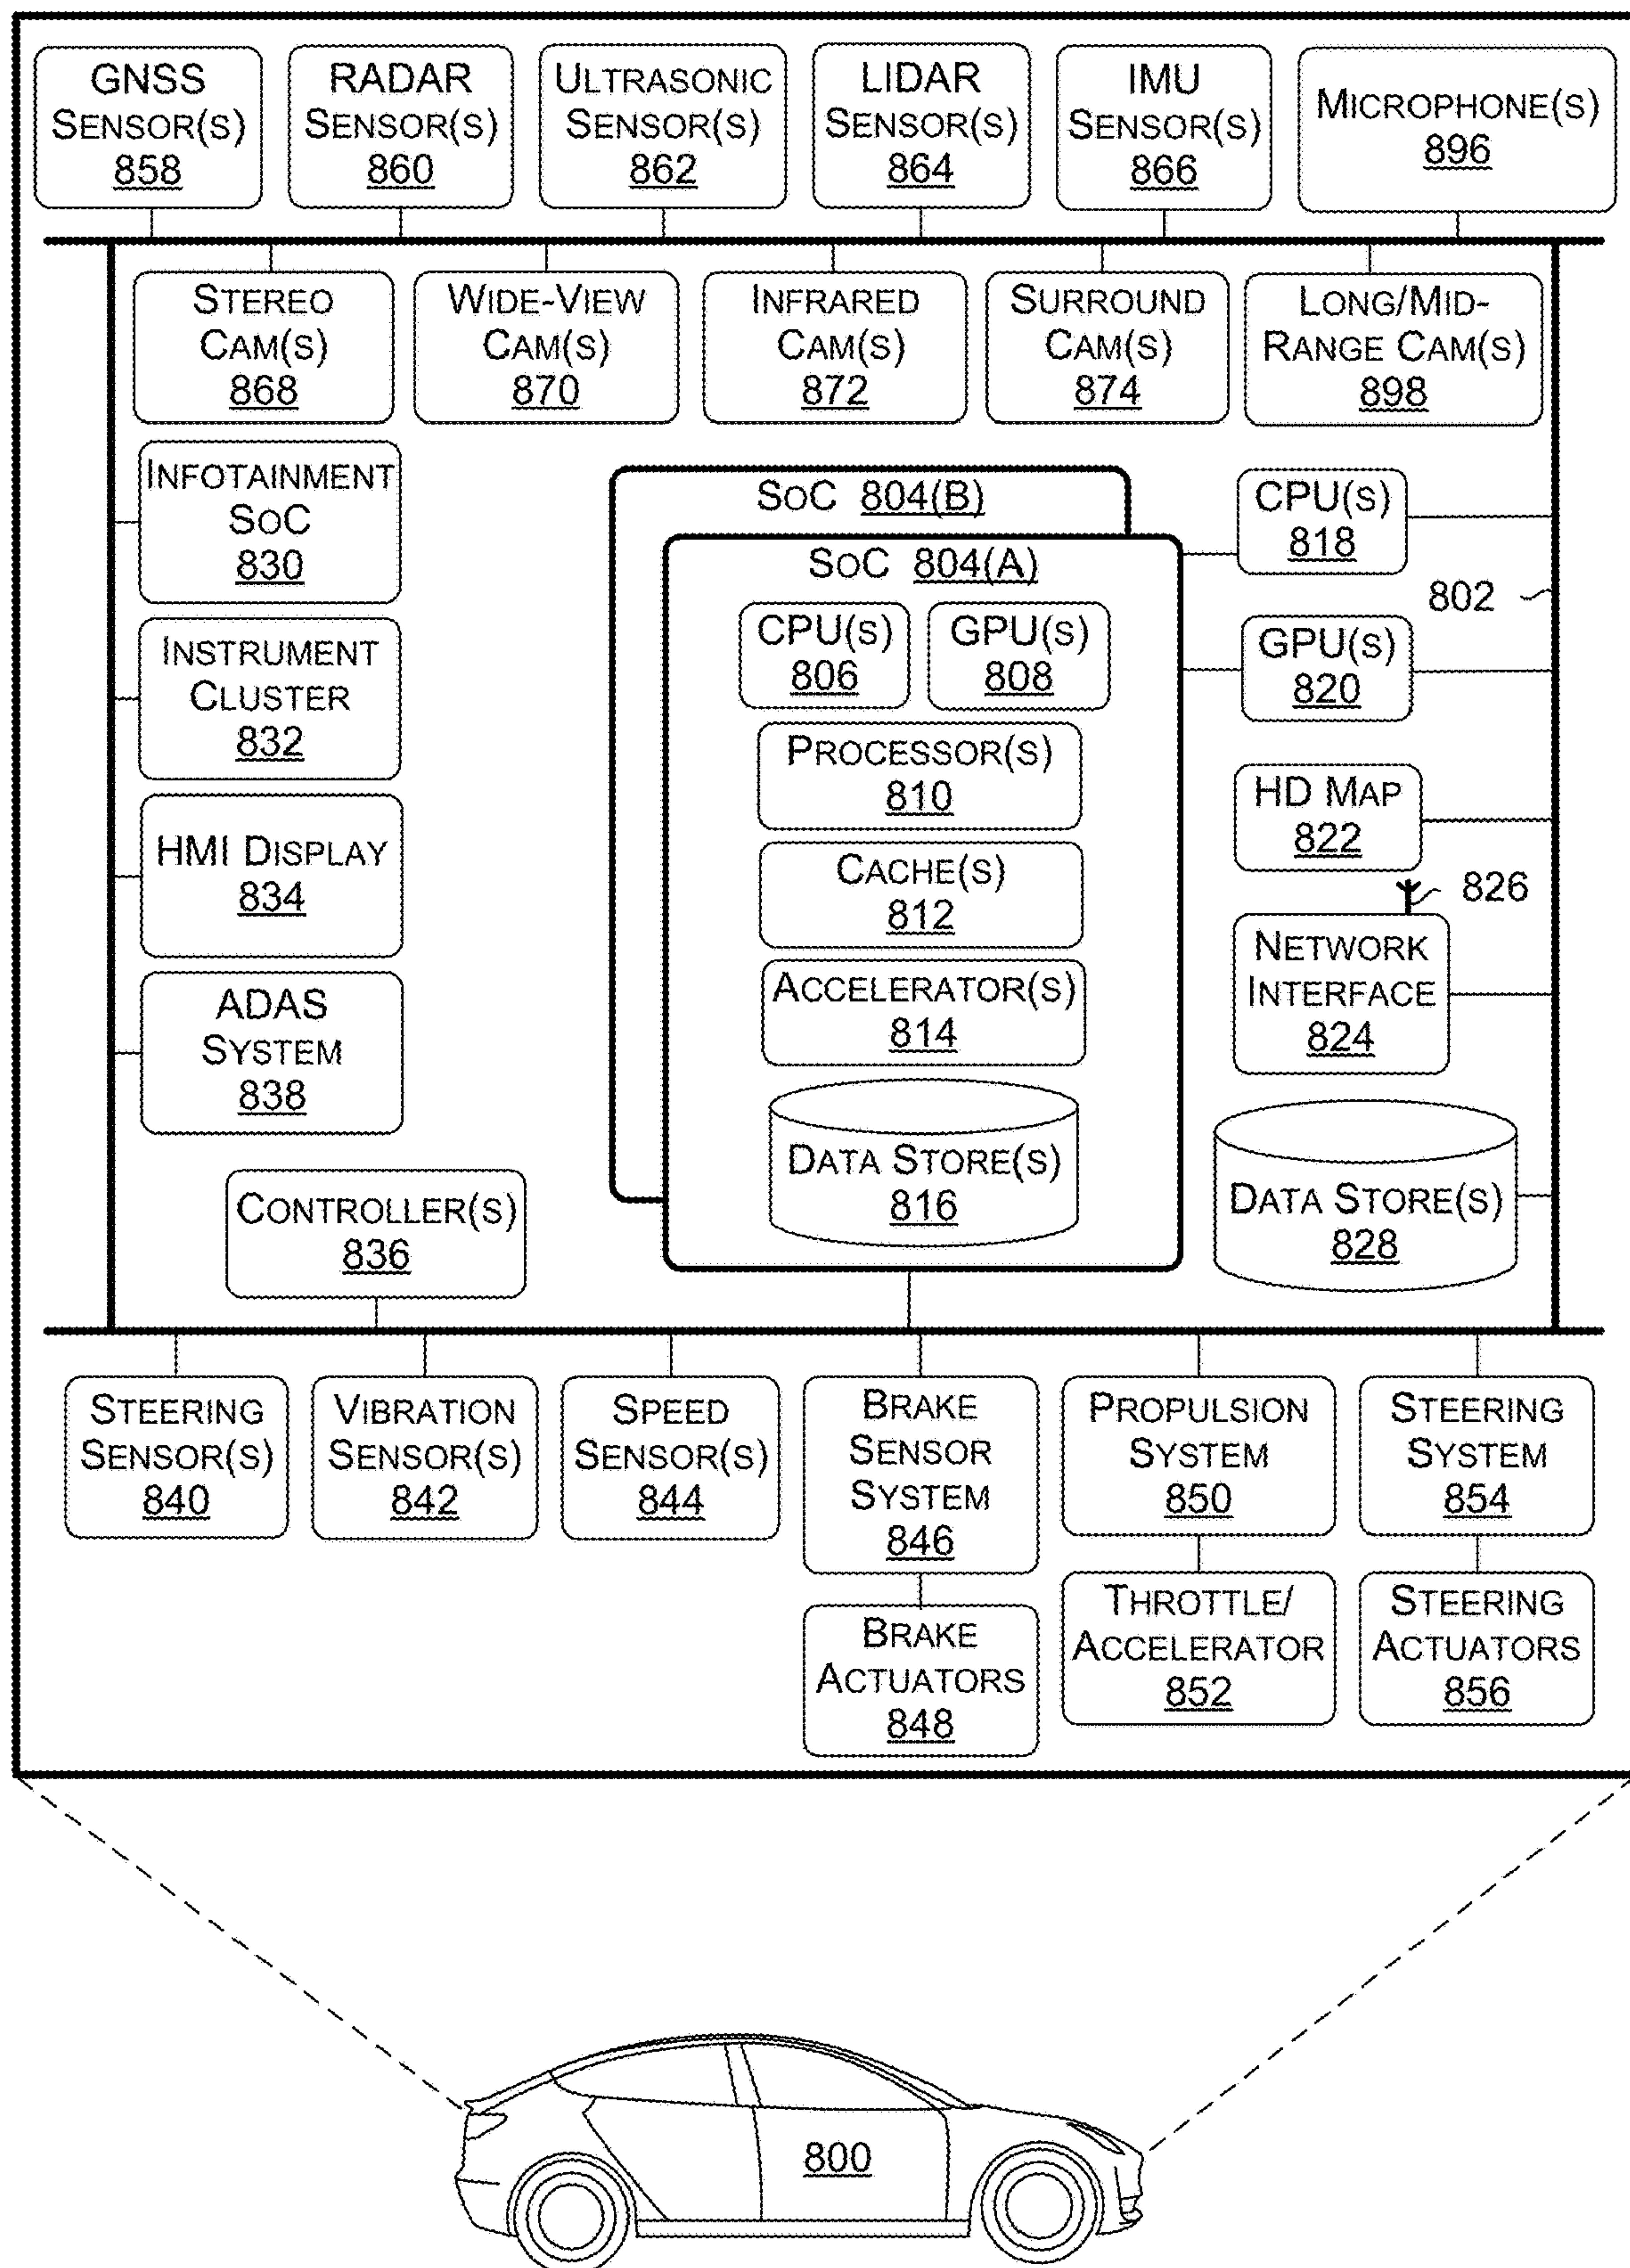 GNSS
SENSOR(S)
858
RADAR
SENSOR(S)
860
ULTRASONIC
SENSOR(S)
862
LIDAR
SENSOR(S)
864
IMU
SENSOR(S)
866
MICROPHONE(S)
896
STEREO
CAM(S)
868
WIDE-VIEW
CAM(S)
870
INFRARED
CAM(S)
872
SURROUND
CAM(S)
874
LONG/MID-
RANGE CAM(S)
898
INFOTAINMENT
SOC
830
INSTRUMENT
CLUSTER
832
HMI DISPLAY
834
ADAS
SYSTEM
838
CONTROLLER(S)
836
SOC 804(B)
SOC 804(A)
CPU(S)
806
GPU(S)
808
PROCESSOR(S)
810
CACHE(S)
812
ACCELERATOR(S)
814
DATA STORE(S)
816
CPU(S)
818
802
GPU(S)
820
HD MAP
822
826
NETWORK
INTERFACE
824
DATA STORE(S)
828
STEERING
SENSOR(S)
840
VIBRATION
SENSOR(S)
842
SPEED
SENSOR(S)
844
BRAKE
SENSOR
SYSTEM
846
PROPULSION
SYSTEM
850
STEERING
SYSTEM
854
BRAKE
ACTUATORS
848
THROTTLE/
ACCELERATOR
852
STEERING
ACTUATORS
856
800